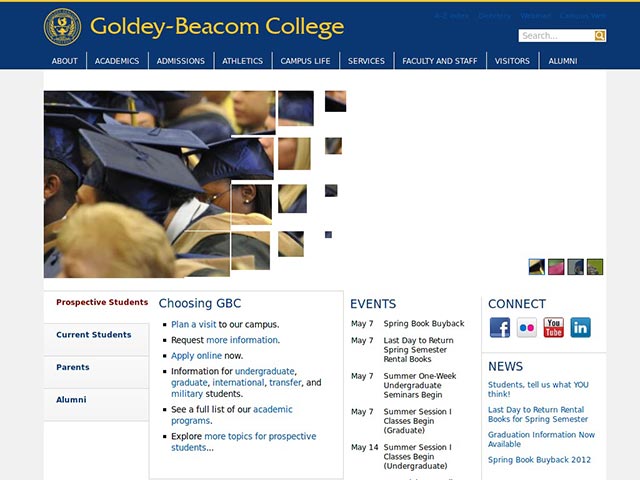 Goldey-Beacom College
A-Z Index Directory Webmail Campus Web
Search...
ABOUT ACADEMICS ADMISSIONS ATHLETICS CAMPUS LIFE SERVICES FACULTY AND STAFF VISITORS ALUMNI
Prospective Students
Current Students
Parents
Alumni
Choosing GBC
Plan a visit to our campus.
Request more information.
Apply online now.
Information for undergraduate,
graduate, international, transfer, and
military students.
See a full list of our academic
programs.
Explore more topics for prospective
students...
EVENTS
May 7 Spring Book Buyback
May 7 Last Day to Return
Spring Semester
Rental Books
May 7 Summer One-Week
Undergraduate
Seminars Begin
May 7 Summer Session I
Classes Begin
(Graduate)
May 14 Summer Session I
Classes Begin
(Undergraduate)
CONNECT
You
Tube
in
NEWS
Students, tell us what YOU
think!
Last Day to Return Rental
Books for Spring Semester
Graduation Information Now
Available
Spring Book Buyback 2012